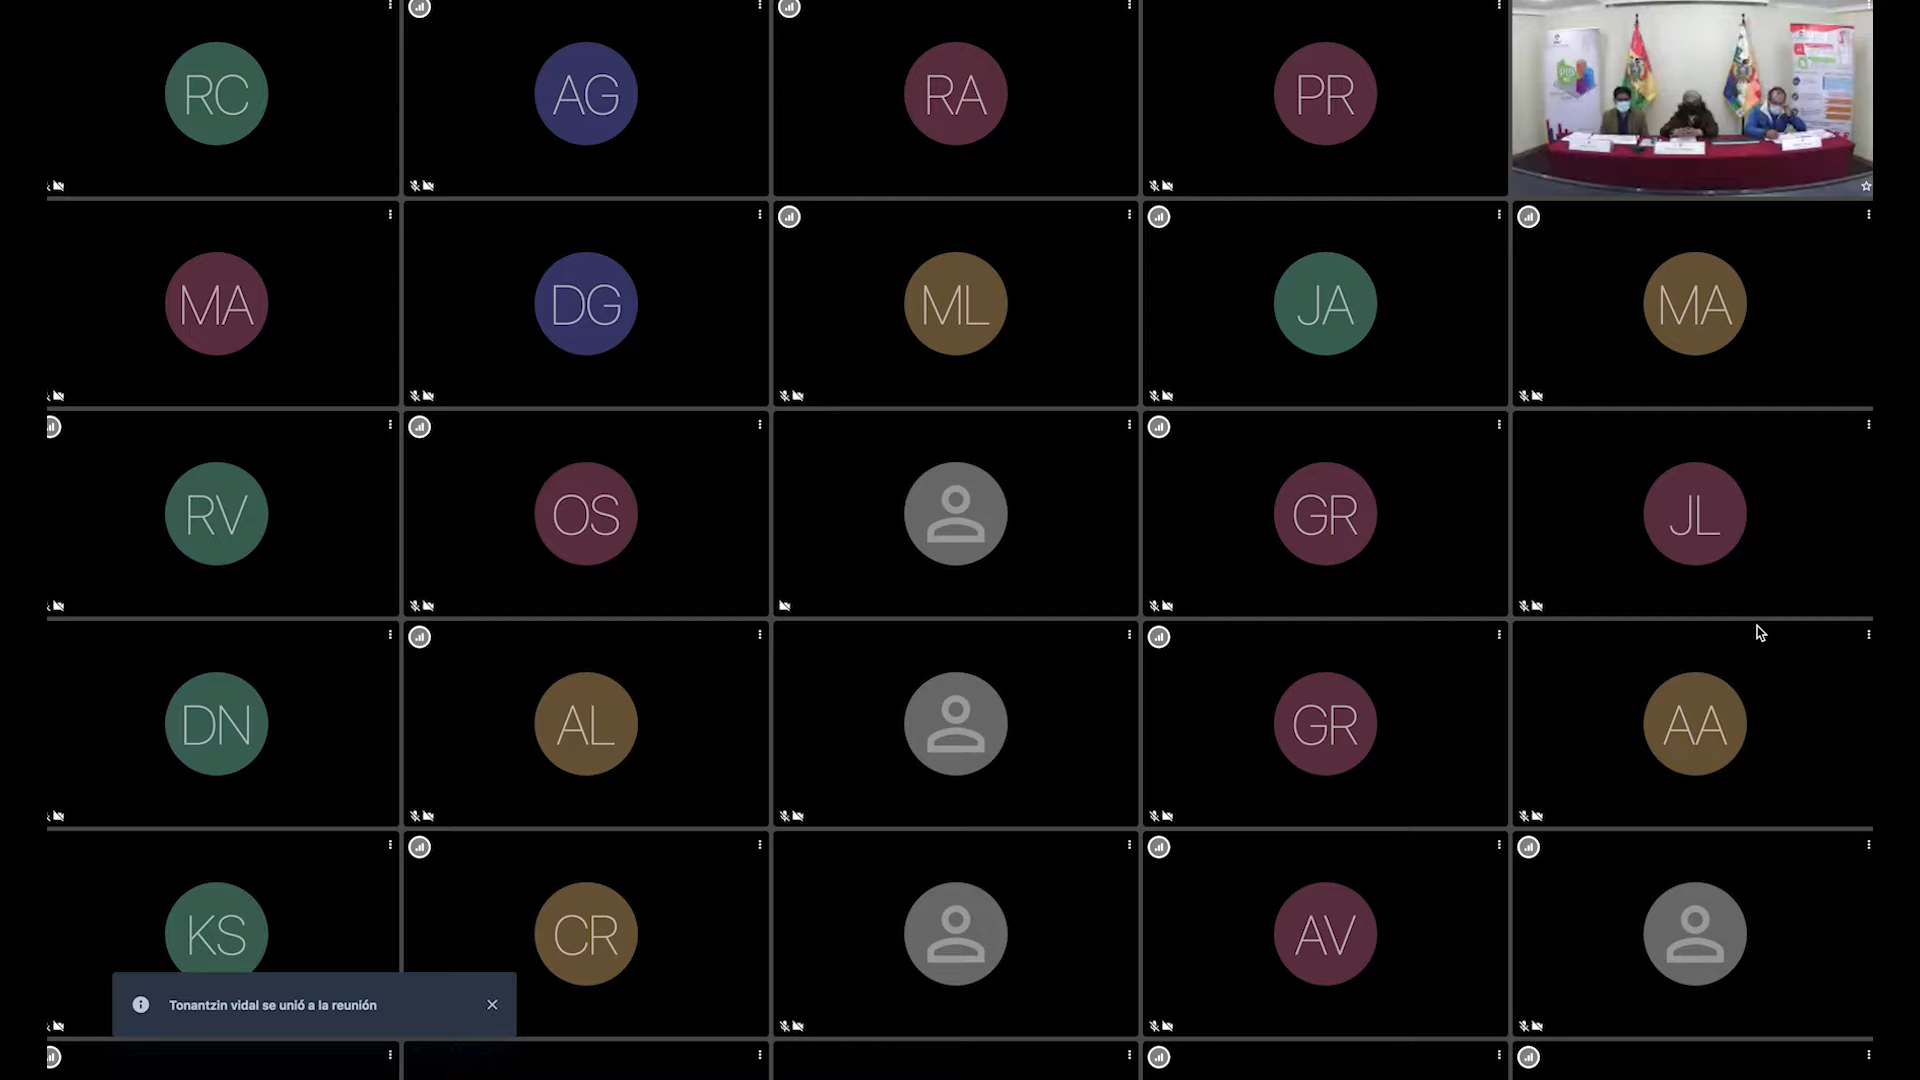 RC
AG
RA
PR
MA
DG
ML
JA
MA
RV
OS
GR
JL
DN
AL
GR
AA
KS
CR
AV
Tonantzin vidal se unió a la reunión